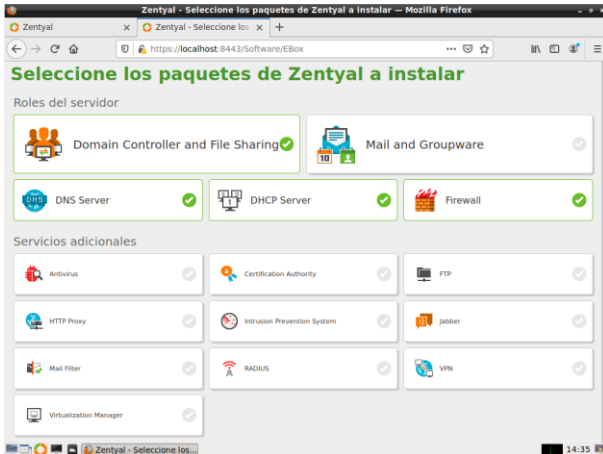 Zentyal - Seleccione los paquetes de Zentyal a instalar — Mozilla Firefox
Zentyal
Zentyal - Seleccione los
https://localhost:8443/Software/EBox
Seleccione los paquetes de Zentyal a instalar
Roles del servidor
Domain Controller and File Sharing
Mail and Groupware
DNS Server
DHCP Server
Firewall
Servicios adicionales
Antivirus
Certification Authority
FTP
HTTP Proxy
Intrusion Prevention System
Jabber
Mail Filter
RADIUS
VPN
Virtualization Manager
Zentyal - Seleccione los...
14:35